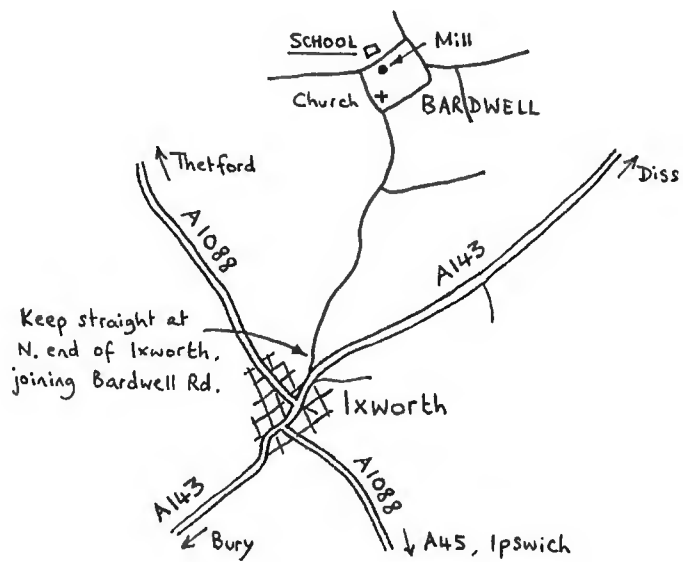 SCHOOL
Mill
Church
BARDWELL
Thetford
Diss
A1088
A143
Keep straight at
N. end of Ixworth,
joining Bardwell Rd.
Ixworth
A143
A1088
Bury
A45, Ipswich